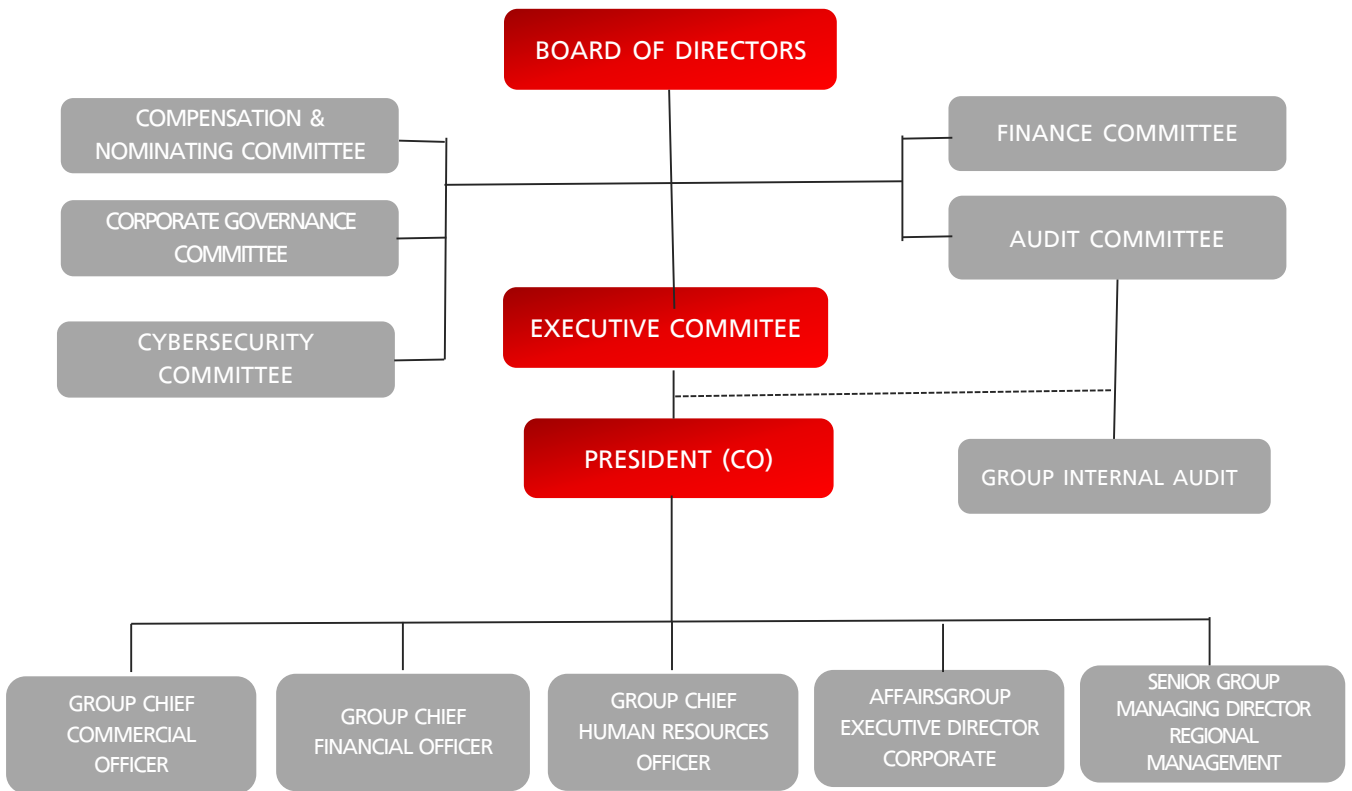 BOARD OF DIRECTORS
COMPENSATION &
NOMINATING COMMITTEE
FINANCE COMMITTEE
CORPORATE GOVERNANCE
COMMITTEE
AUDIT COMMITTEE
EXECUTIVE COMMITEE
CYBERSECURITY
COMMITTEE
PRESIDENT (CO)
GROUP INTERNAL AUDIT
GROUP CHIEF
COMMERCIAL
OFFICER
GROUP CHIEF
FINANCIAL OFFICER
GROUP CHIEF
HUMAN RESOURCES
OFFICER
AFFAIRSGROUP
EXECUTIVE DIRECTOR
CORPORATE
SENIOR GROUP
MANAGING DIRECTOR
REGIONAL
MANAGEMENT